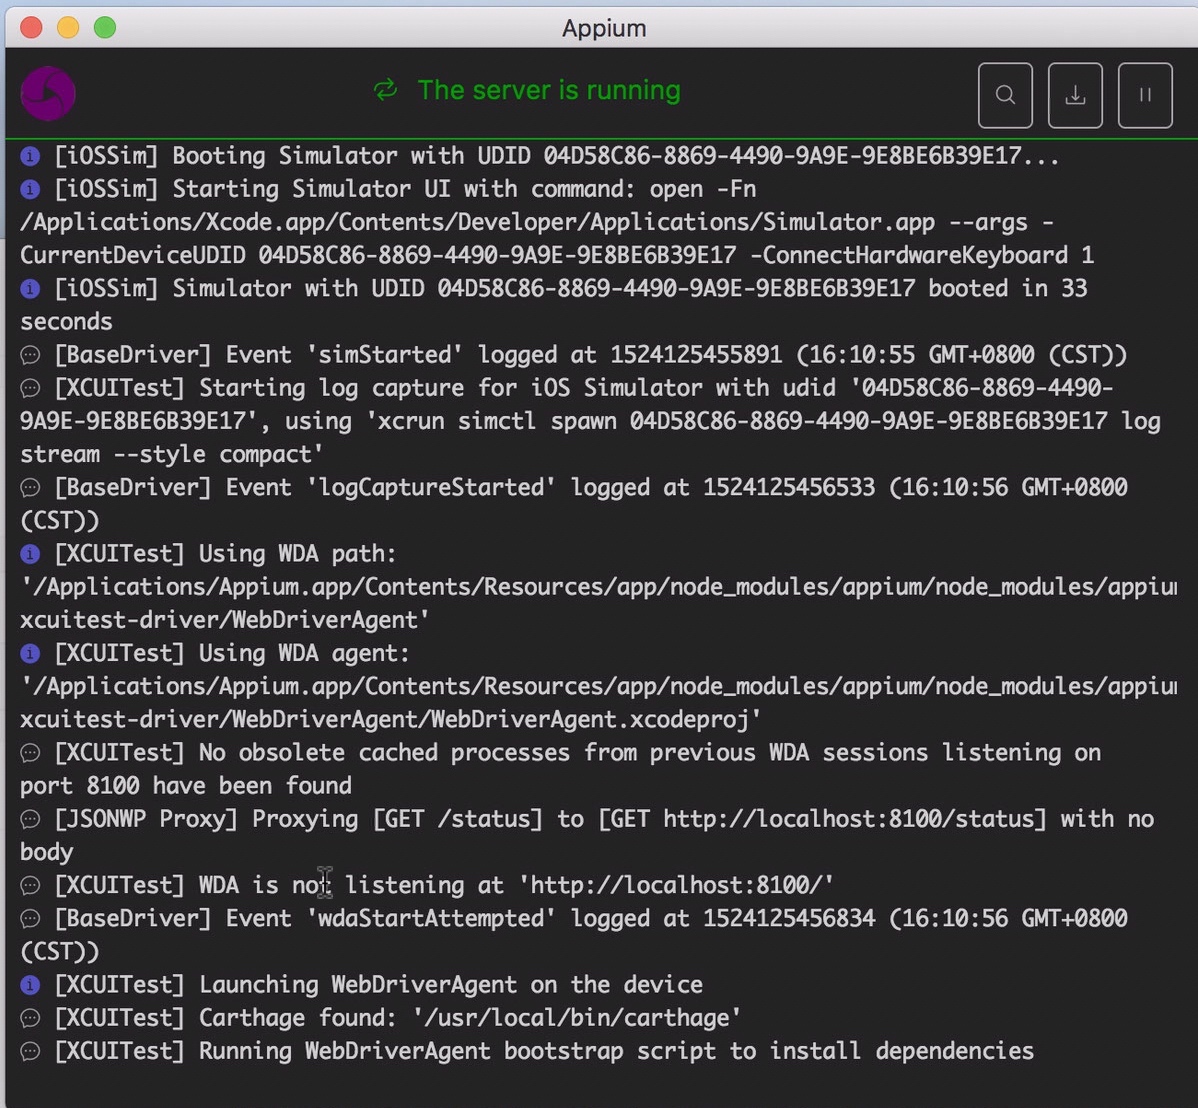 Appium
The server is running
[iOSSim] Booting Simulator with UDID 04D58C86-8869-4490-9A9E-9E8BE6B39E17...
[iOSSim] Starting Simulator UI with command: open -Fn
/Applications/Xcode.app/Contents/Developer/Applications/Simulator.app --args -
CurrentDeviceUDID 04D58C86-8869-4490-9A9E-9E8BE6B39E17 -ConnectHardwareKeyboard 1
[iOSSim] Simulator with UDID 04D58C86-8869-4490-9A9E-9E8BE6B39E17 booted in 33
seconds
[BaseDriver] Event 'simStarted' logged at 1524125455891 (16:10:55 GMT+0800 (CST))
[XCUITest] Starting log capture for iOS Simulator with udid '04D58C86-8869-4490-
9A9E-9E8BE6B39E17', using 'xcrun simctl spawn 04D58C86-8869-4490-9A9E-9E8BE6B39E17 log
stream --style compact'
[BaseDriver] Event 'logCaptureStarted' logged at 1524125456533 (16:10:56 GMT+0800
(CST))
[XCUITest] Using WDA path:
'/Applications/Appium.app/Contents/Resources/app/node_modules/appium/node_modules/appium
xcuitest-driver/WebDriverAgent'
[XCUITest] Using WDA agent:
'/Applications/Appium.app/Contents/Resources/app/node_modules/appium/node_modules/appium
xcuitest-driver/WebDriverAgent/WebDriverAgent.xcodeproj'
[XCUITest] No obsolete cached processes from previous WDA sessions listening on
port 8100 have been found
[JSONWP Proxy] Proxying [GET /status] to [GET http://localhost:8100/status] with no
body
[XCUITest] WDA is not listening at 'http://localhost:8100/'
[BaseDriver] Event 'wdaStartAttempted' logged at 1524125456834 (16:10:56 GMT+0800
(CST))
[XCUITest] Launching WebDriverAgent on the device
[XCUITest] Carthage found: '/usr/local/bin/carthage'
[XCUITest] Running WebDriverAgent bootstrap script to install dependencies